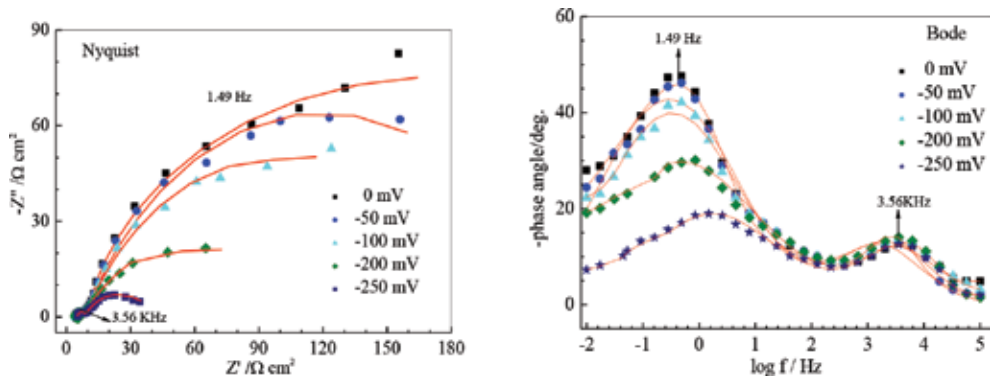 90
60
30
0
-Z''/Ω cm²
Nyquist
1.49 Hz
0 mV
-50 mV
-100 mV
-200 mV
-250 mV
3.56 KHz
0 30 60 90 120 150 180
Z'/Ω cm²
60
40
20
0
-phase angle/deg.
1.49 Hz
Bode
0 mV
-50 mV
-100 mV
-200 mV
-250 mV
3.56KHz
-2 -1 0 1 2 3 4 5
log f / Hz